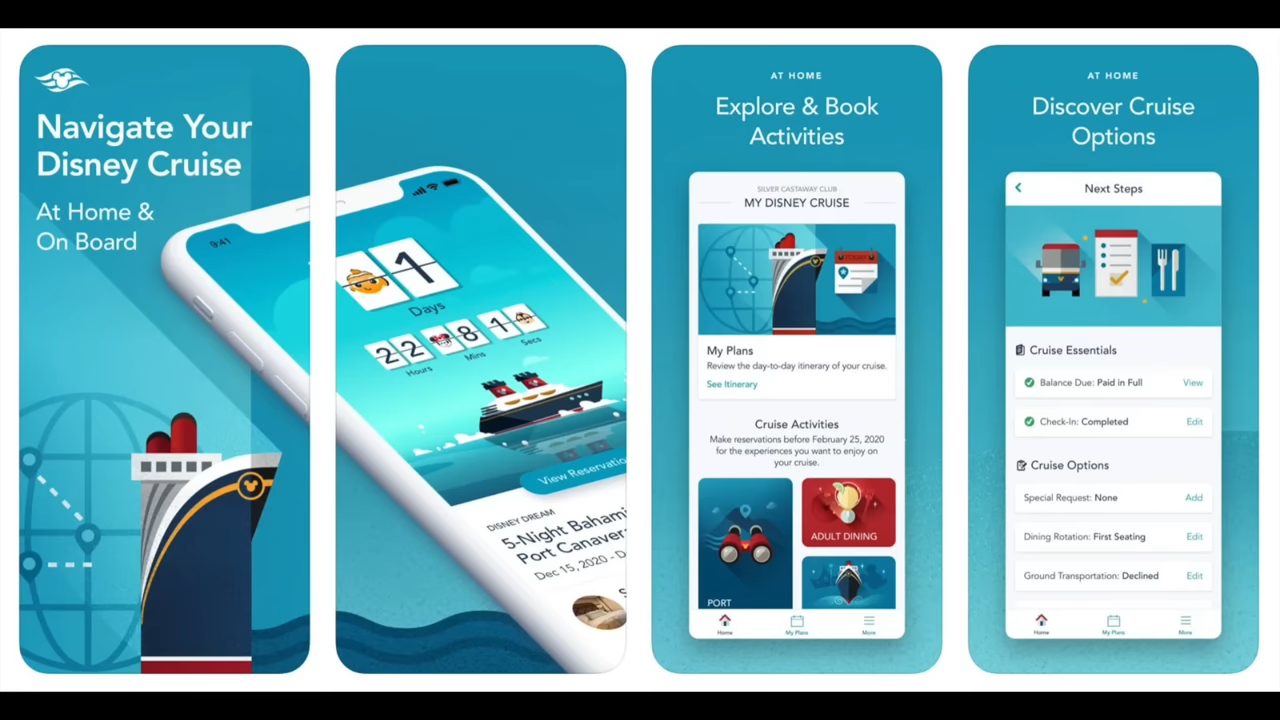 Navigate Your
Disney Cruise
At Home &
On Board
9:41
1
Days
22
8
1
Hours
Mins
Secs
View Reservatio
DISNEY DREAM
5-Night Bahami
Port Canaver
Dec 15, 2020 - D
S
AT HOME
Explore & Book
Activities
SILVER CASTAWAY CLUB
MY DISNEY CRUISE
TODAY
My Plans
Review the day-to-day itinerary of your cruise.
See Itinerary
Cruise Activities
Make reservations before February 25, 2020
for the experiences you want to enjoy on
your cruise.
ADULT DINING
PORT
Home
My Plans
More
AT HOME
Discover Cruise
Options
Next Steps
Cruise Essentials
Balance Due: Paid in Full
View
Check-In: Completed
Edit
Cruise Options
Special Request: None
Add
Dining Rotation: First Seating
Edit
Ground Transportation: Declined
Edit
Home
My Plans
More